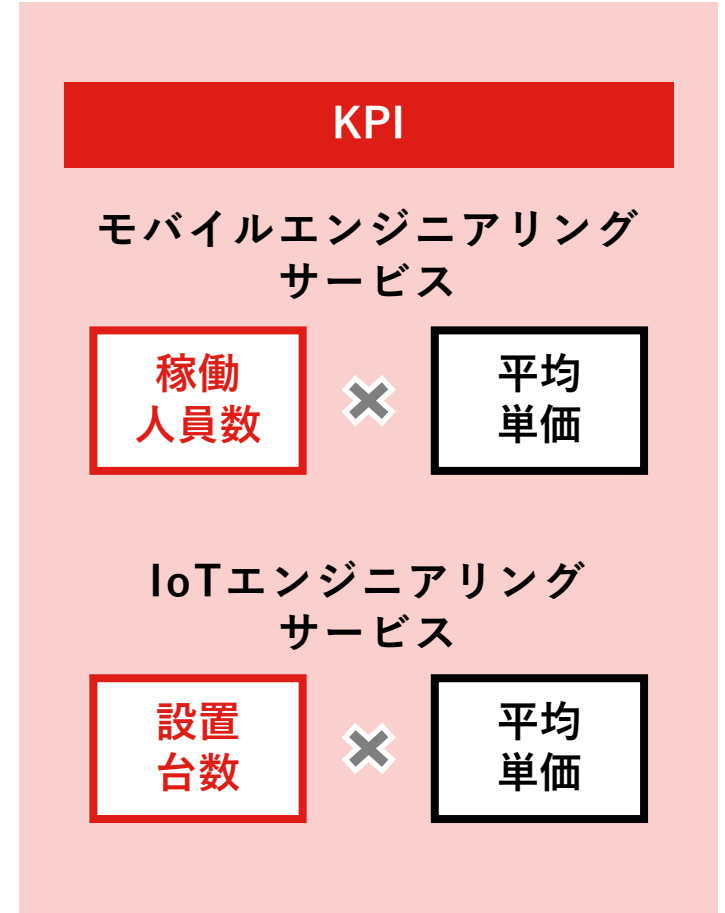 KPI
モバイルエンジニアリング
サービス
稼働
人員数
×
平均
単価
IoTエンジニアリング
サービス
設置
台数
×
平均
単価